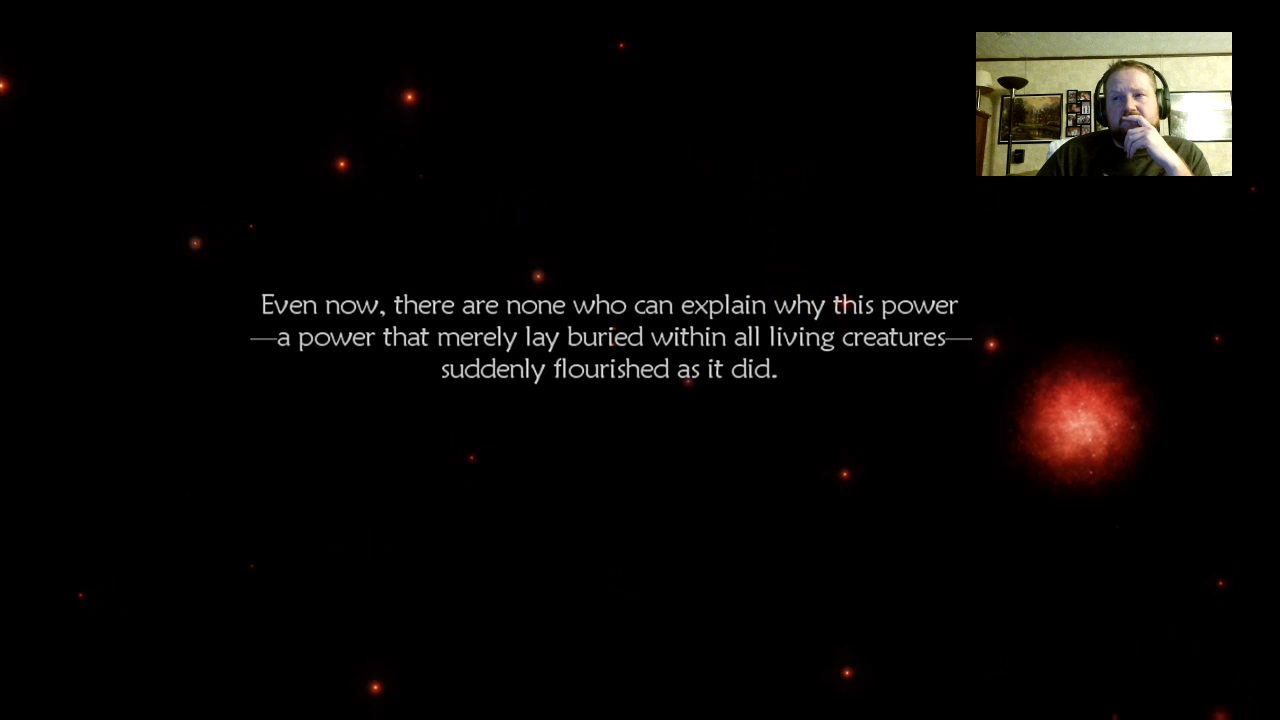 Even now, there are none who can explain why this power
—a power that merely lay buried within all living creatures—
suddenly flourished as it did.